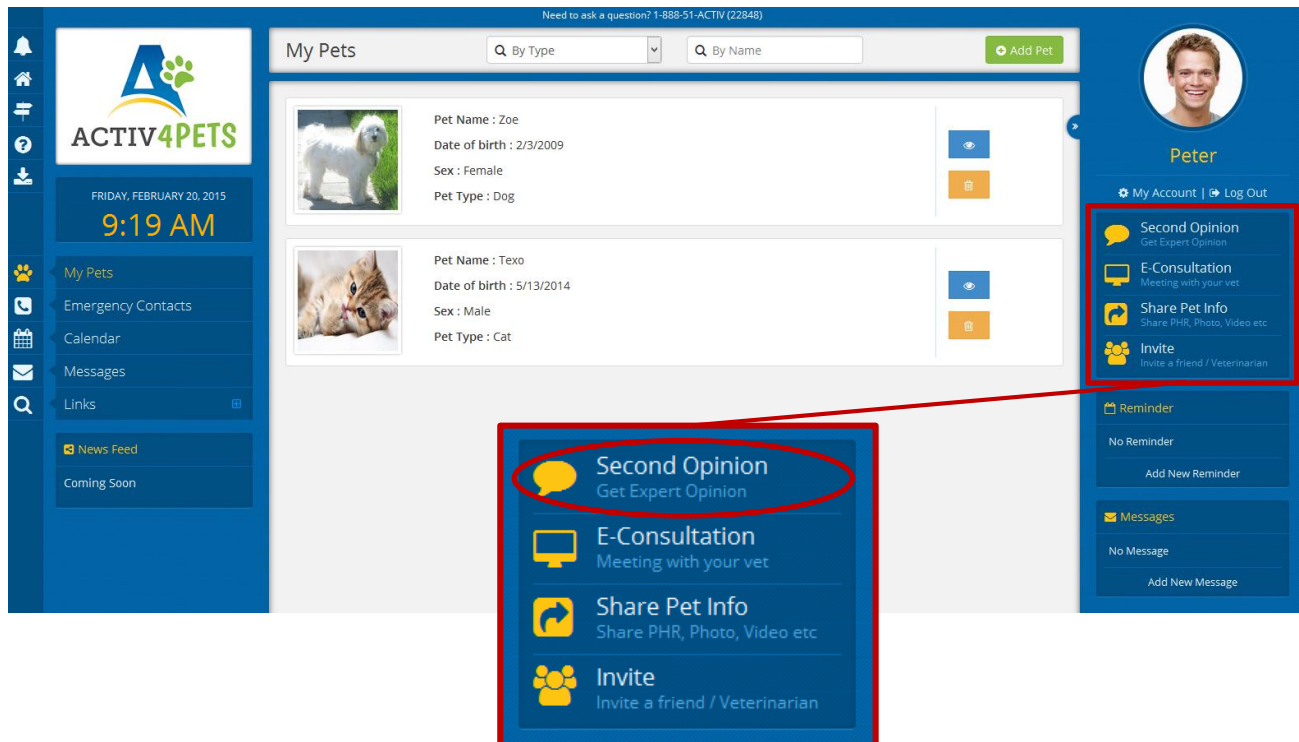 Need to ask a question? 1-888-51-ACTIV (22848)
ACTIV4PETS
FRIDAY, FEBRUARY 20, 2015
9:19 AM
My Pets
Emergency Contacts
Calendar
Messages
Links
News Feed
Coming Soon
My Pets
By Type
By Name
Add Pet
Pet Name : Zoe
Date of birth : 2/3/2009
Sex : Female
Pet Type : Dog
Pet Name : Texo
Date of birth : 5/13/2014
Sex : Male
Pet Type : Cat
Peter
My Account | Log Out
Second Opinion
Get Expert Opinion
E-Consultation
Meeting with your vet
Share Pet Info
Share PHR, Photo, Video etc
Invite
Invite a friend / Veterinarian
Reminder
No Reminder
Add New Reminder
Messages
No Message
Add New Message
Second Opinion
Get Expert Opinion
E-Consultation
Meeting with your vet
Share Pet Info
Share PHR, Photo, Video etc
Invite
Invite a friend / Veterinarian